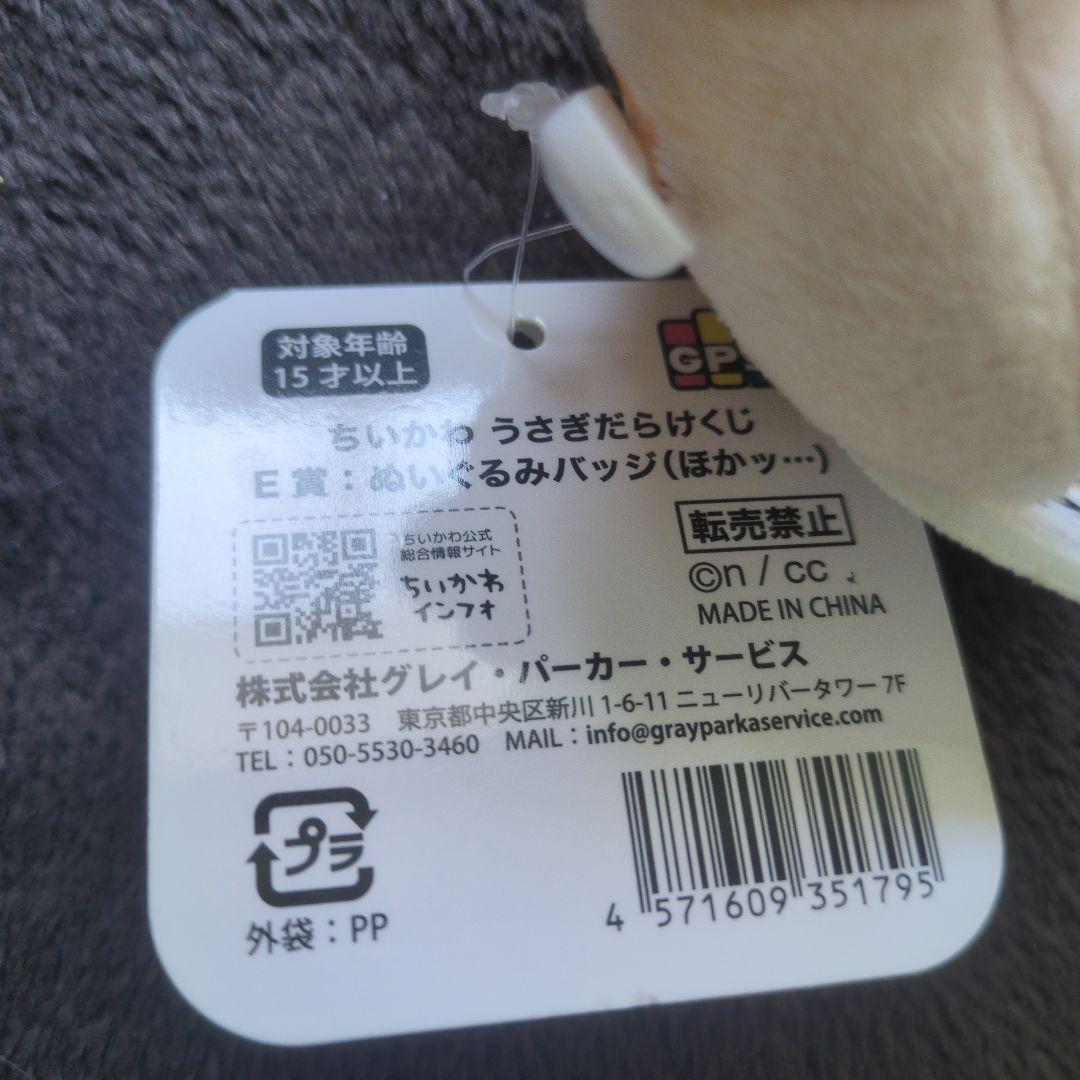 対象年齢
15才以上
GPS
ちいかわ うさぎだらけくじ
E賞：ぬいぐるみバッジ（ほかッ…）
ちいかわ公式
総合情報サイト
ちいかわ
インフォ
転売禁止
©n / cc
MADE IN CHINA
株式会社グレイ・パーカー・サービス
〒104-0033 東京都中央区新川 1-6-11 ニューリバータワー 7F
TEL：050-5530-3460 MAIL：info@grayparkaservice.com
プラ
外袋：PP
4 571609 351795